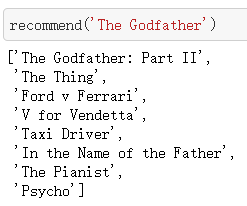 recommend('The Godfather')
['The Godfather: Part II',
'The Thing',
'Ford v Ferrari',
'V for Vendetta',
'Taxi Driver',
'In the Name of the Father',
'The Pianist',
'Psycho']